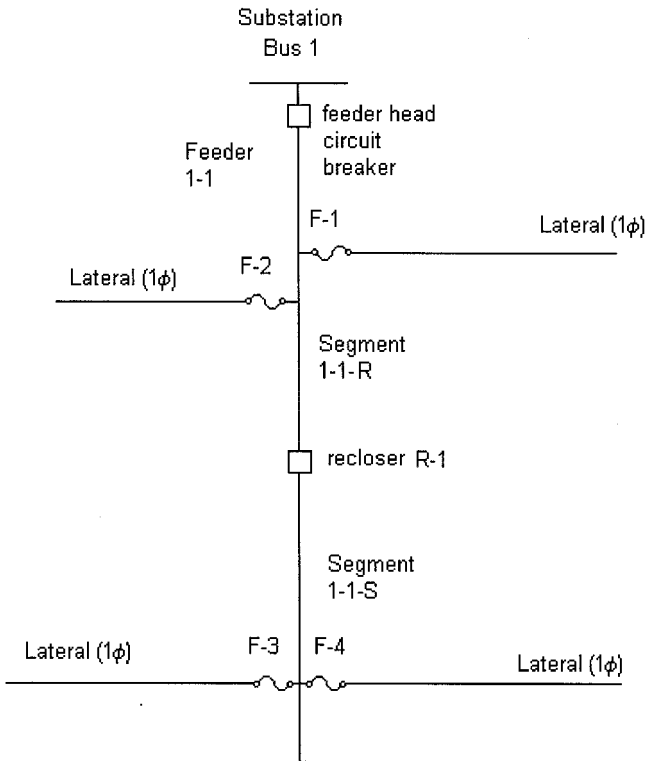 Substation
Bus 1
feeder head
circuit
breaker
Feeder
1-1
F-1
Lateral (1ϕ)
F-2
Lateral (1ϕ)
Segment
1-1-R
recloser R-1
Segment
1-1-S
F-3
F-4
Lateral (1ϕ)
Lateral (1ϕ)